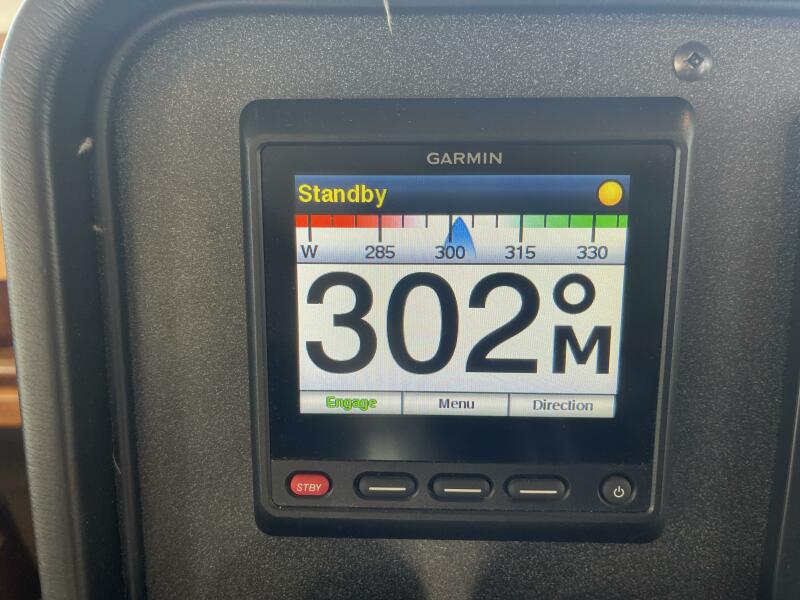 GARMIN
Standby
W 285 300 315 330
302°M
Engage Menu Direction
STBY